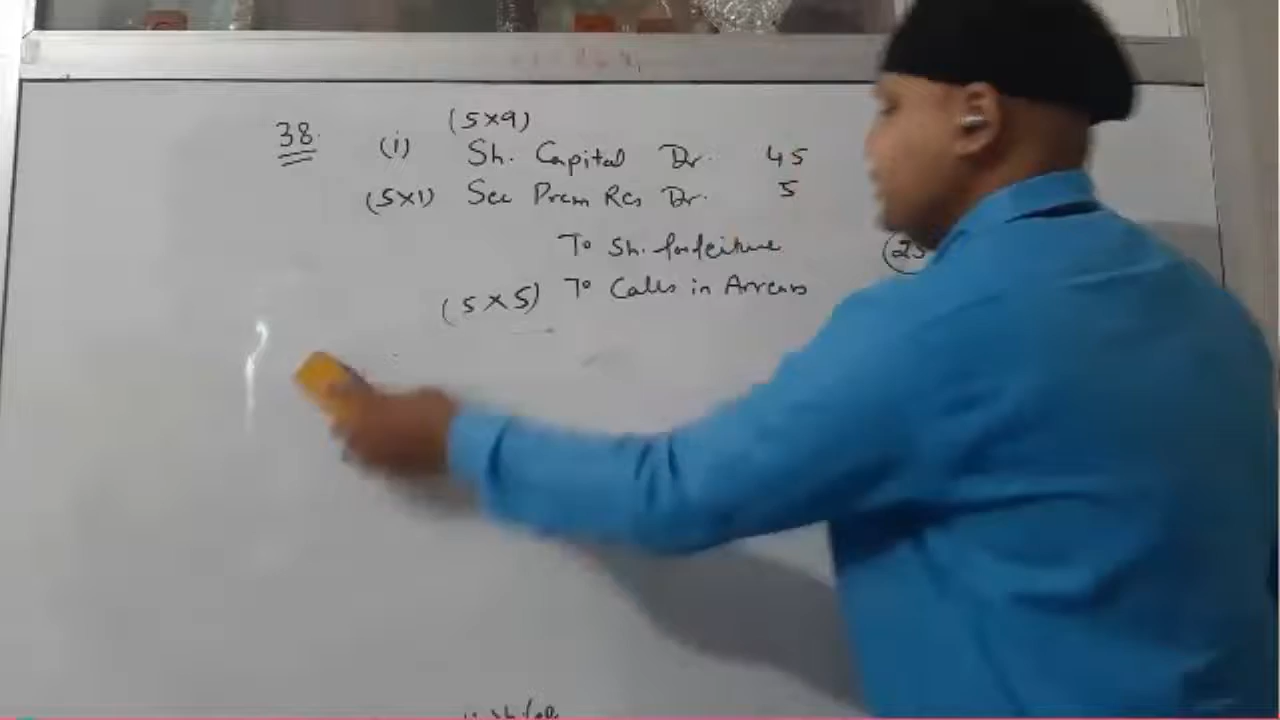 (5×9)
38. (i) Sh. Capital Dr. 45
(5×1) Sec Prem Res Dr. 5
To Sh. forfeiture
(5×5) To Calls in Arrears